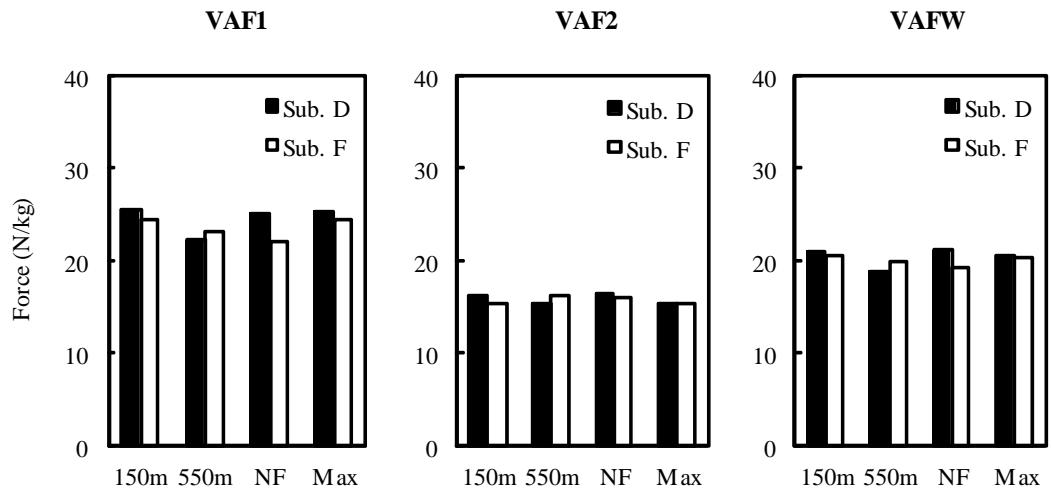 VAF1 VAF2 VAFW
Force (N/kg)
40 40 40
Sub. D Sub. D Sub. D
Sub. F Sub. F Sub. F
30 30 30
20 20 20
10 10 10
0 0 0
150m 550m NF Max 150m 550m NF Max 150m 550m NF Max